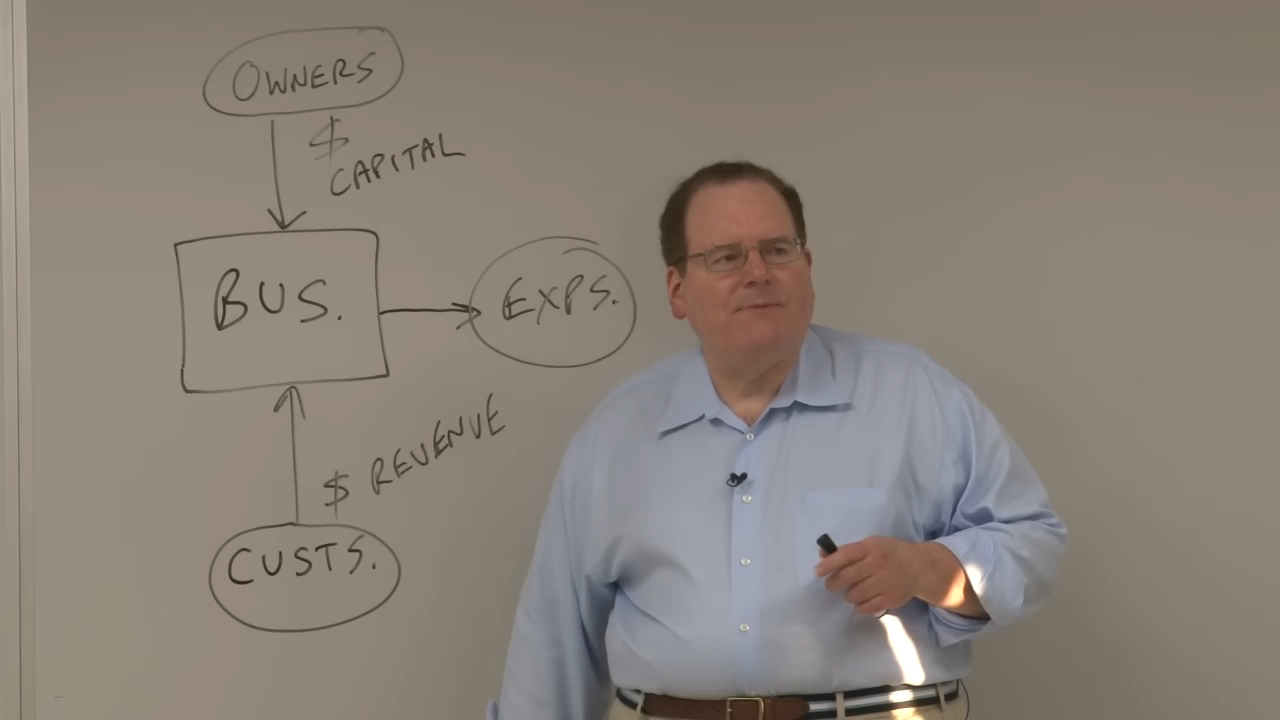 OWNERS
$
CAPITAL
BUS.
EXPS.
$ REVENUE
CUSTS.